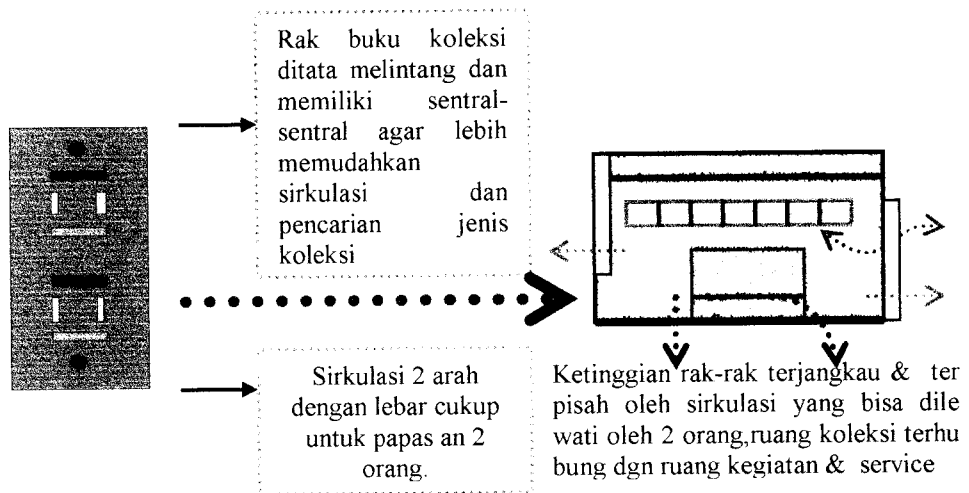 Rak buku koleksi
ditata melintang dan
memiliki sentral-
sentral agar lebih
memudahkan
sirkulasi dan
pencarian jenis
koleksi
Sirkulasi 2 arah
dengan lebar cukup
untuk papas an 2
orang.
Ketinggian rak-rak terjangkau & ter
pisah oleh sirkulasi yang bisa dile
wati oleh 2 orang,ruang koleksi terhu
bung dgn ruang kegiatan & service